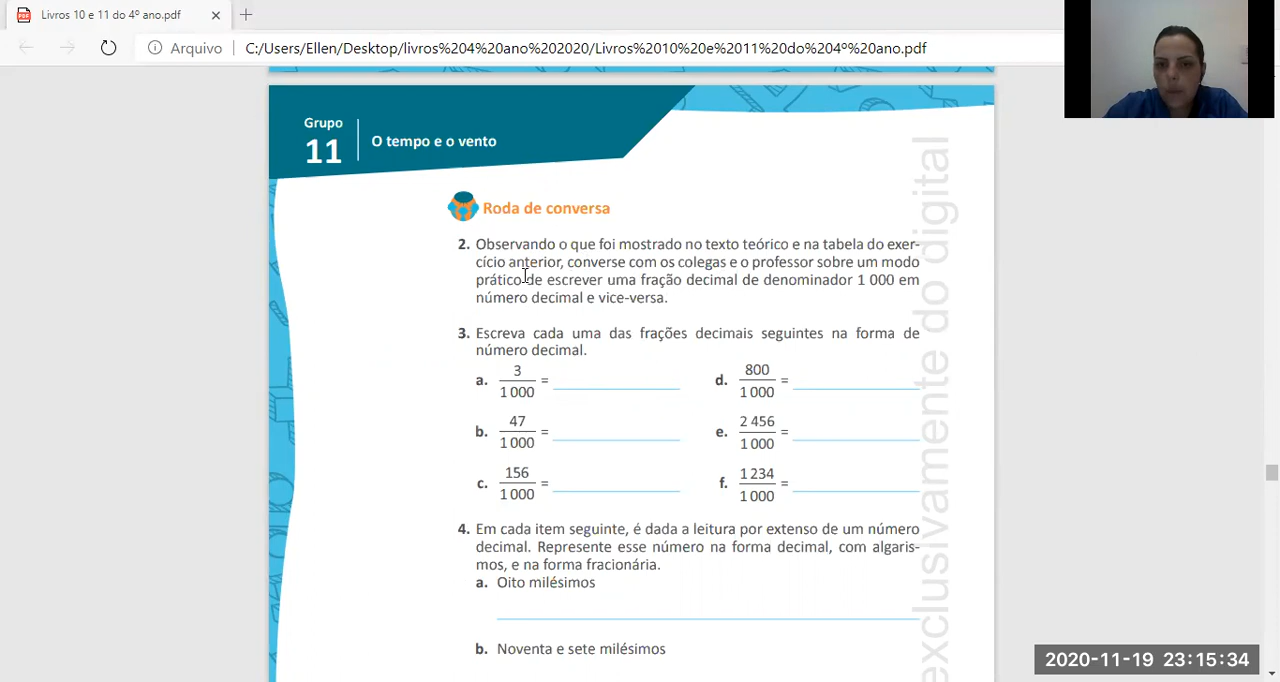 Livros 10 e 11 do 4º ano.pdf
Arquivo
C:/Users/Ellen/Desktop/livros%204%20ano%202020/Livros%2010%20e%2011%20do%204º%20ano.pdf
Grupo
11
O tempo e o vento
Roda de conversa
2. Observando o que foi mostrado no texto teórico e na tabela do exer-
cício anterior, converse com os colegas e o professor sobre um modo
prático de escrever uma fração decimal de denominador 1 000 em
número decimal e vice-versa.
3. Escreva cada uma das frações decimais seguintes na forma de
número decimal.
a. 3/1 000 =
b. 47/1 000 =
c. 156/1 000 =
d. 800/1 000 =
e. 2 456/1 000 =
f. 1 234/1 000 =
4. Em cada item seguinte, é dada a leitura por extenso de um número
decimal. Represente esse número na forma decimal, com algaris-
mos, e na forma fracionária.
a. Oito milésimos
b. Noventa e sete milésimos
exclusivamente do digital
2020-11-19 23:15:34